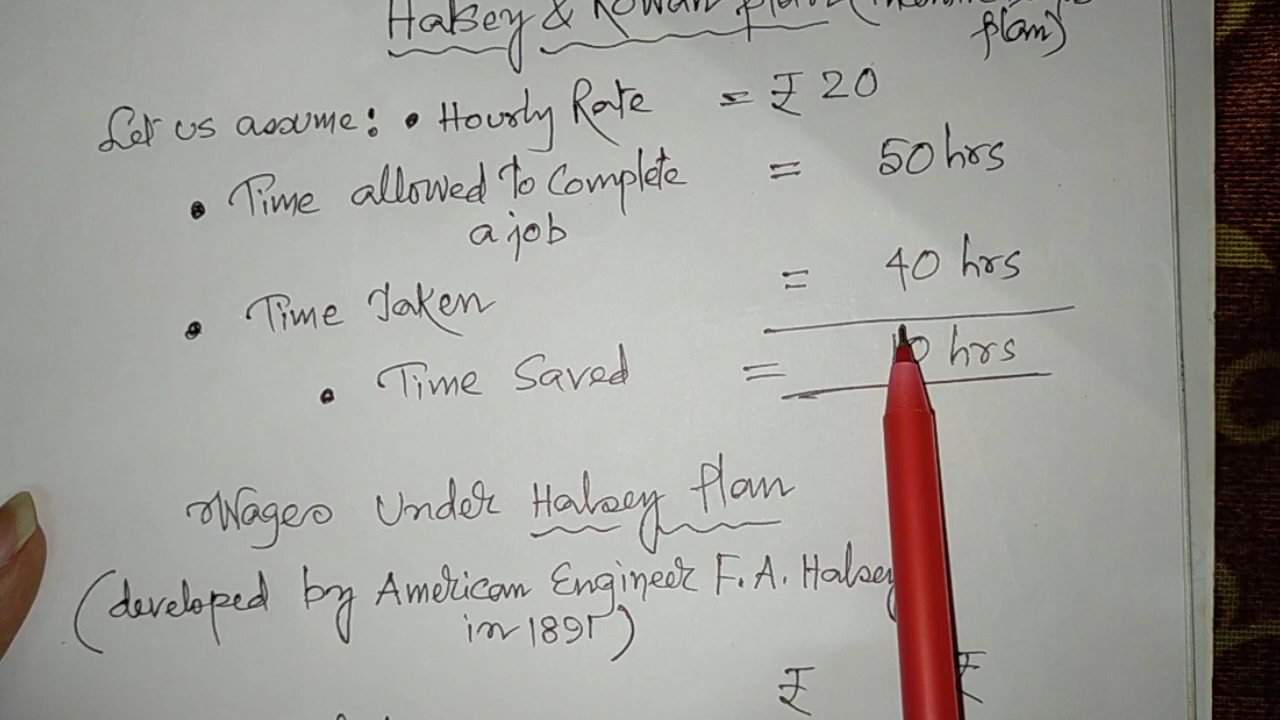 Halsey & Rowan Plan (
plan)
Let us assume: • Hourly Rate = ₹ 20
• Time allowed to Complete = 50 hrs
a job
• Time Taken = 40 hrs
• Time Saved = 10 hrs
Wages Under Halsey Plan
(developed by American Engineer F.A. Halsey
in 1891)
₹ ₹